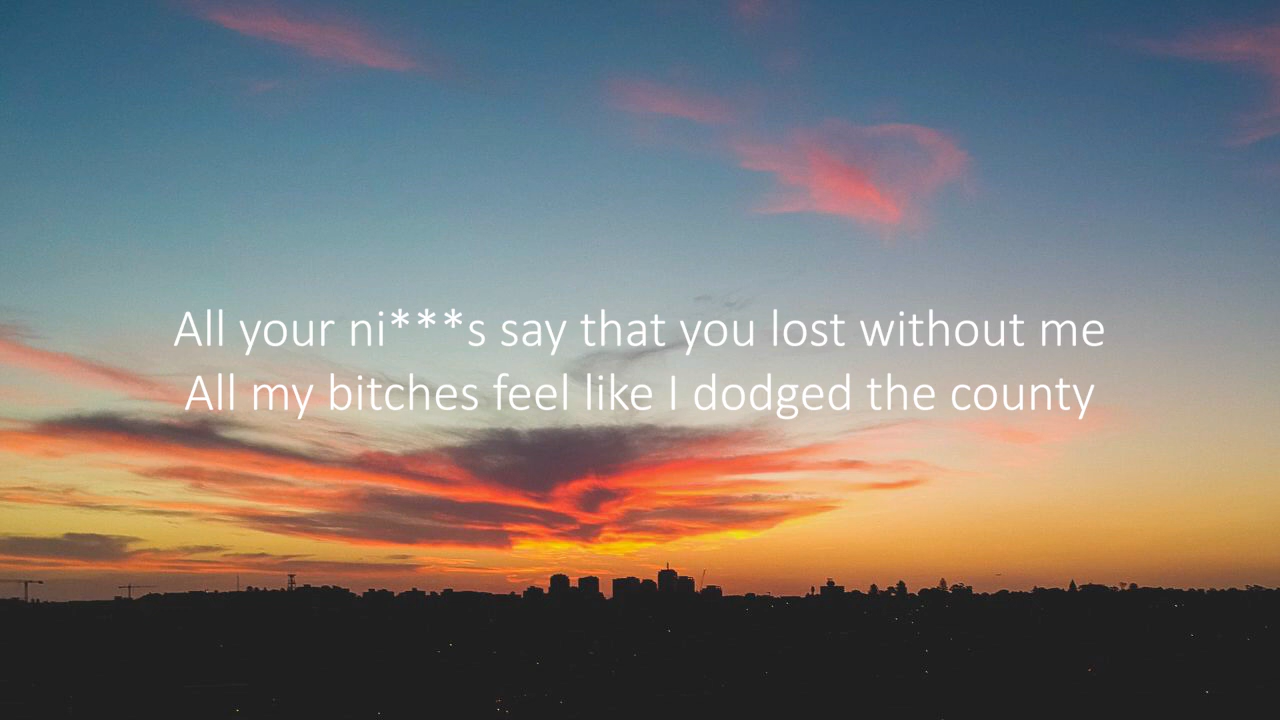 All your ni***s say that you lost without me
All my bitches feel like I dodged the county